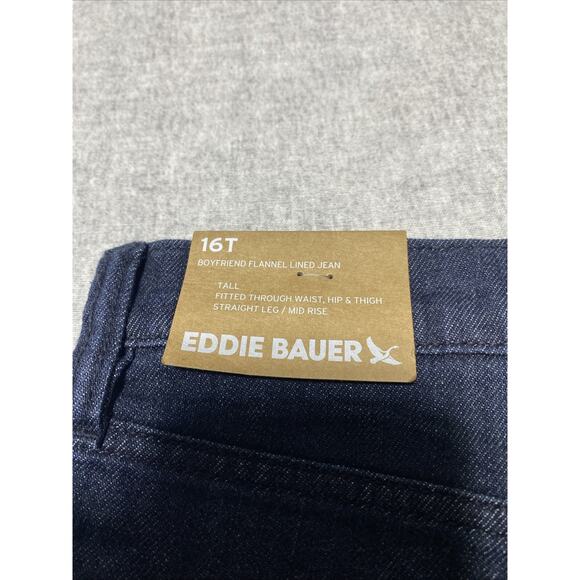 16T
BOYFRIEND FLANNEL LINED JEAN
TALL
FITTED THROUGH WAIST, HIP & THIGH
STRAIGHT LEG / MID RISE
EDDIE BAUER